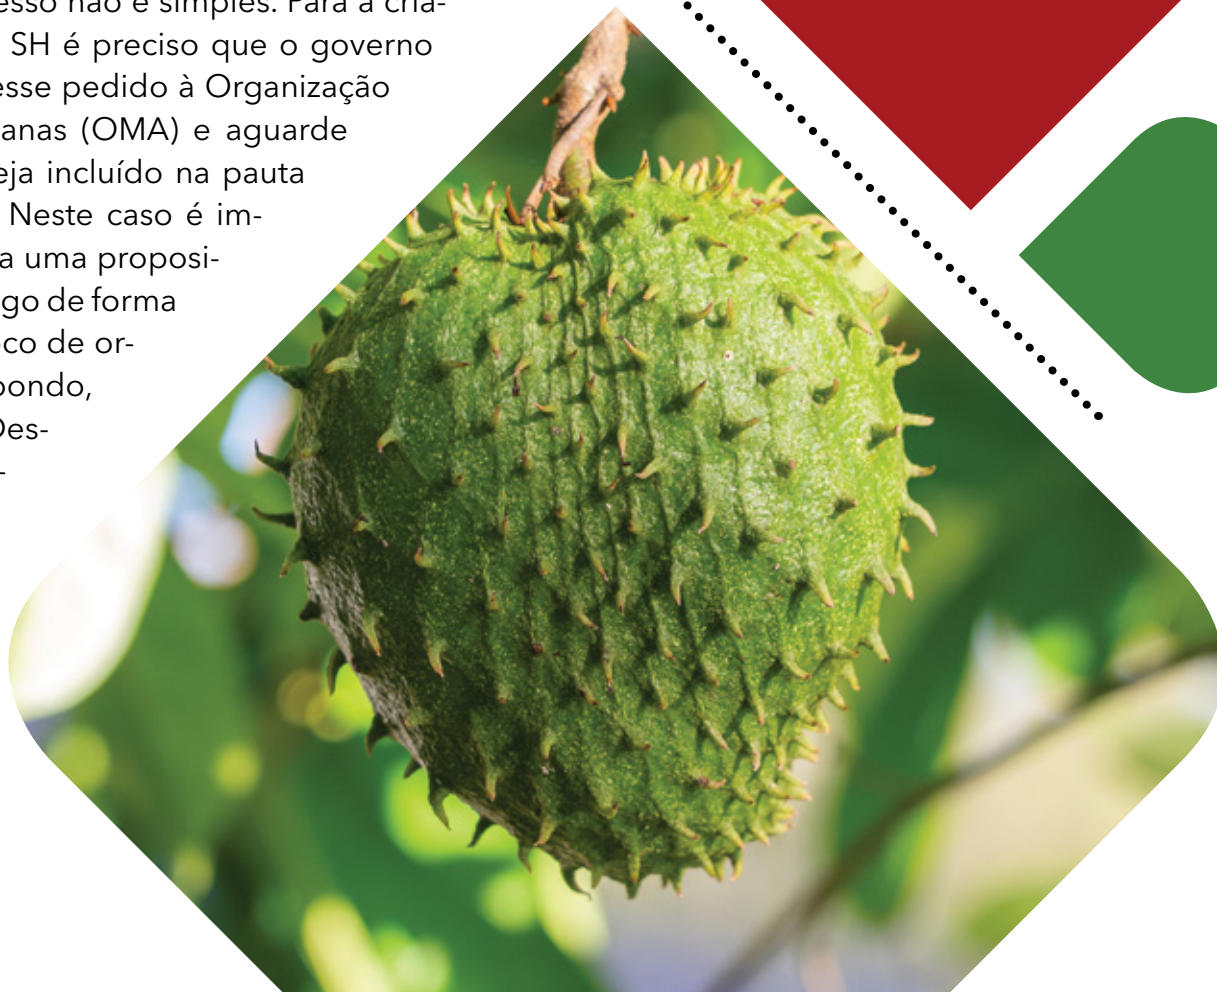 esso não é simples. Para a cria-
SH é preciso que o governo
esse pedido à Organização
anas (OMA) e aguarde
eja incluído na pauta
Neste caso é im-
a uma proposi-
go de forma
co de or-
pondo,
Des-
-